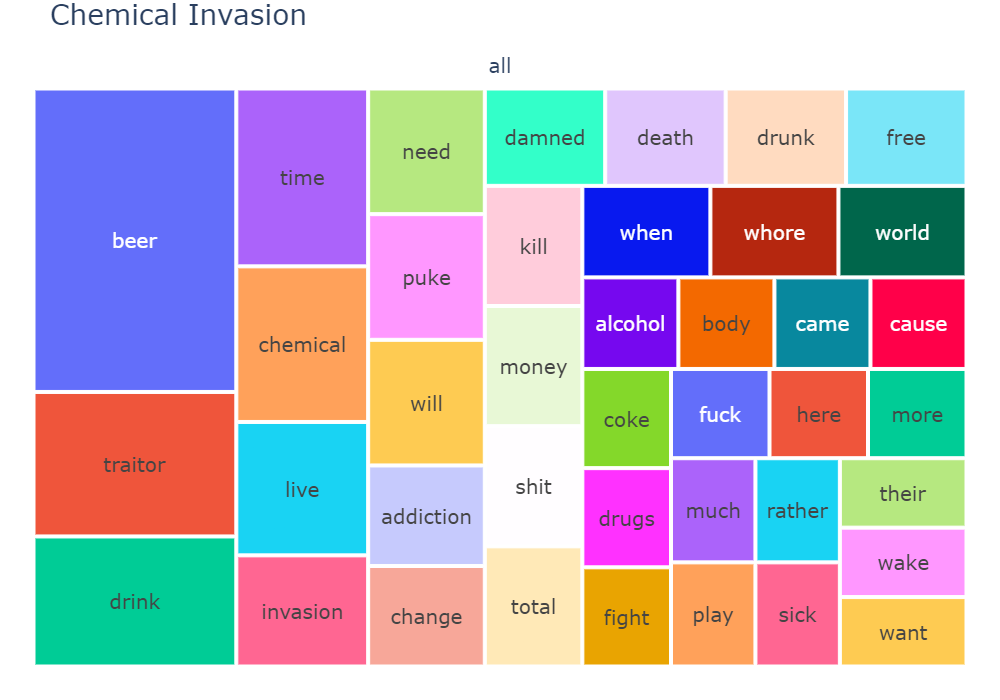 Chemical Invasion
all
beer
traitor
drink
time
chemical
live
invasion
need
puke
will
addiction
change
damned
death
drunk
free
kill
money
shit
total
when
whore
world
alcohol
body
came
cause
coke
drugs
fight
fuck
here
more
much
play
rather
sick
their
wake
want